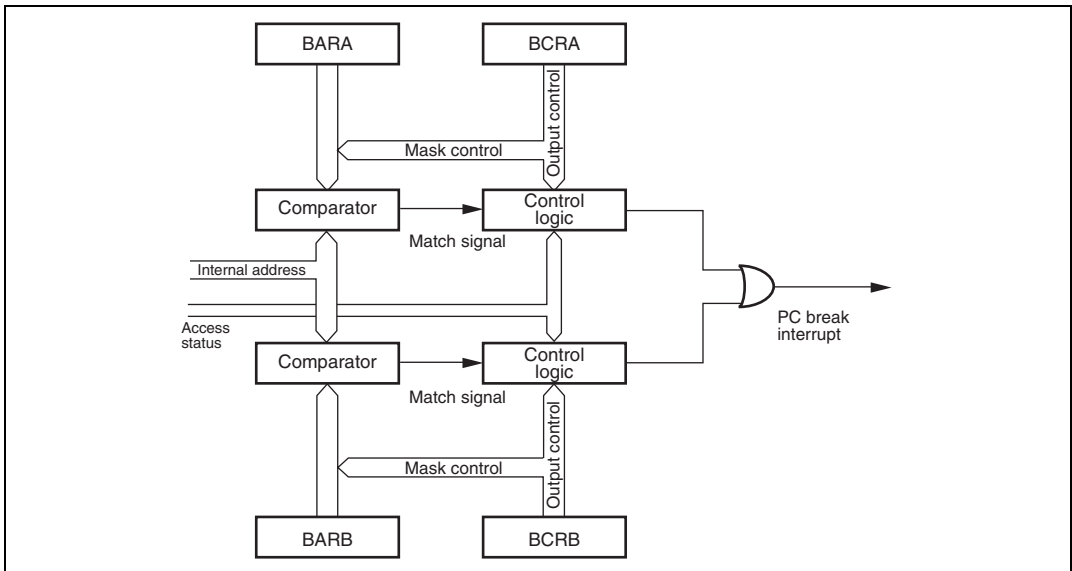 BARA
BCRA
Output control
Mask control
Comparator
Control
logic
Match signal
Internal address
Access
status
PC break
interrupt
Comparator
Control
logic
Match signal
Output control
Mask control
BARB
BCRB